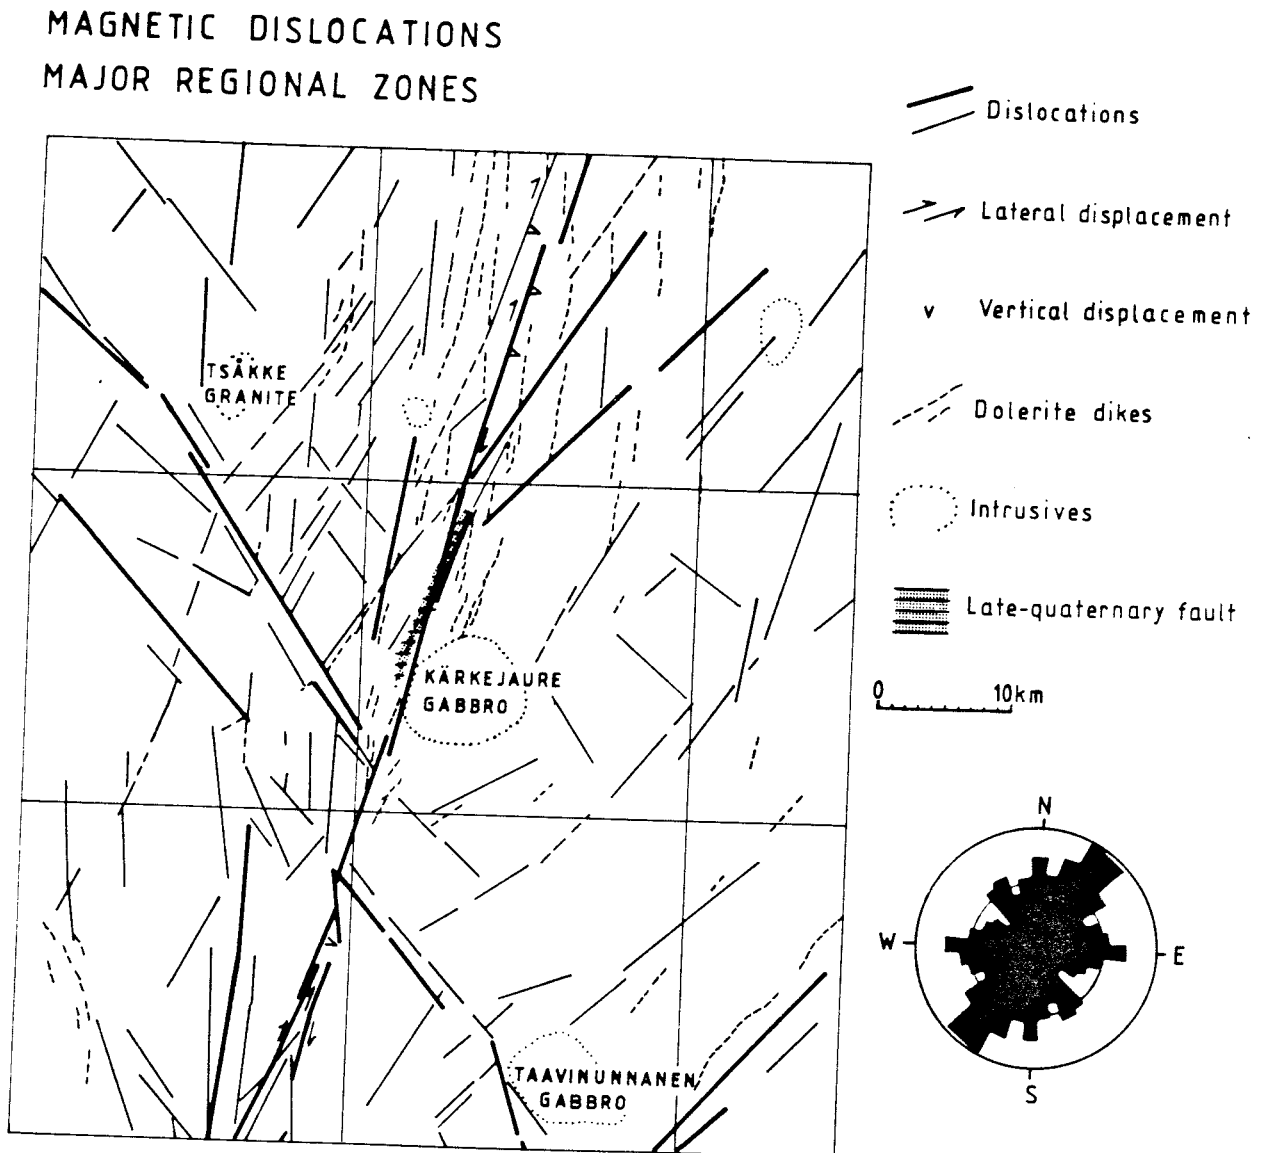 MAGNETIC DISLOCATIONS
MAJOR REGIONAL ZONES
Dislocations
Lateral displacement
Vertical displacement
Dolerite dikes
Intrusives
Late-quaternary fault
0 10km
TSÅKKE
GRANITE
KÄRKEJAURE
GABBRO
TAAVINUNNANEN
GABBRO
N
W
E
S